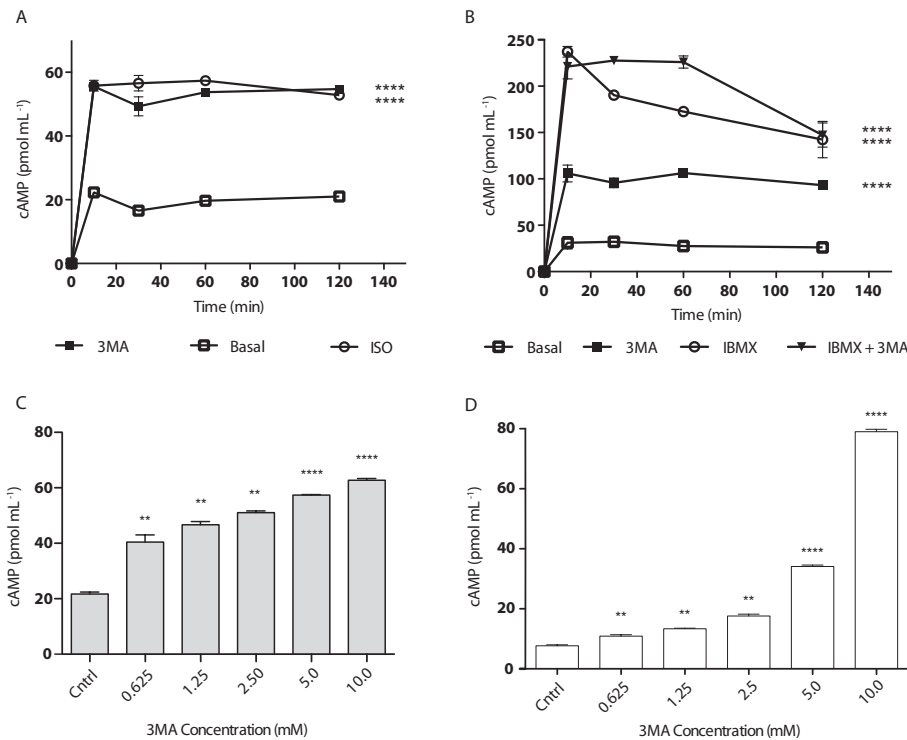 A
cAMP (pmol mL-1)
60
40
20
0
0 20 40 60 80 100 120 140
Time (min)
****
****
3MA Basal ISO
B
cAMP (pmol mL-1)
250
200
150
100
50
0
0 20 40 60 80 100 120 140
Time (min)
****
****
****
Basal 3MA IBMX IBMX + 3MA
C
cAMP (pmol mL-1)
80
60
40
20
0
** ** ** **** ****
Cntrl 0.625 1.25 2.50 5.0 10.0
3MA Concentration (mM)
D
cAMP (pmol mL-1)
80
60
40
20
0
** ** ** **** ****
Cntrl 0.625 1.25 2.5 5.0 10.0
3MA Concentration (mM)